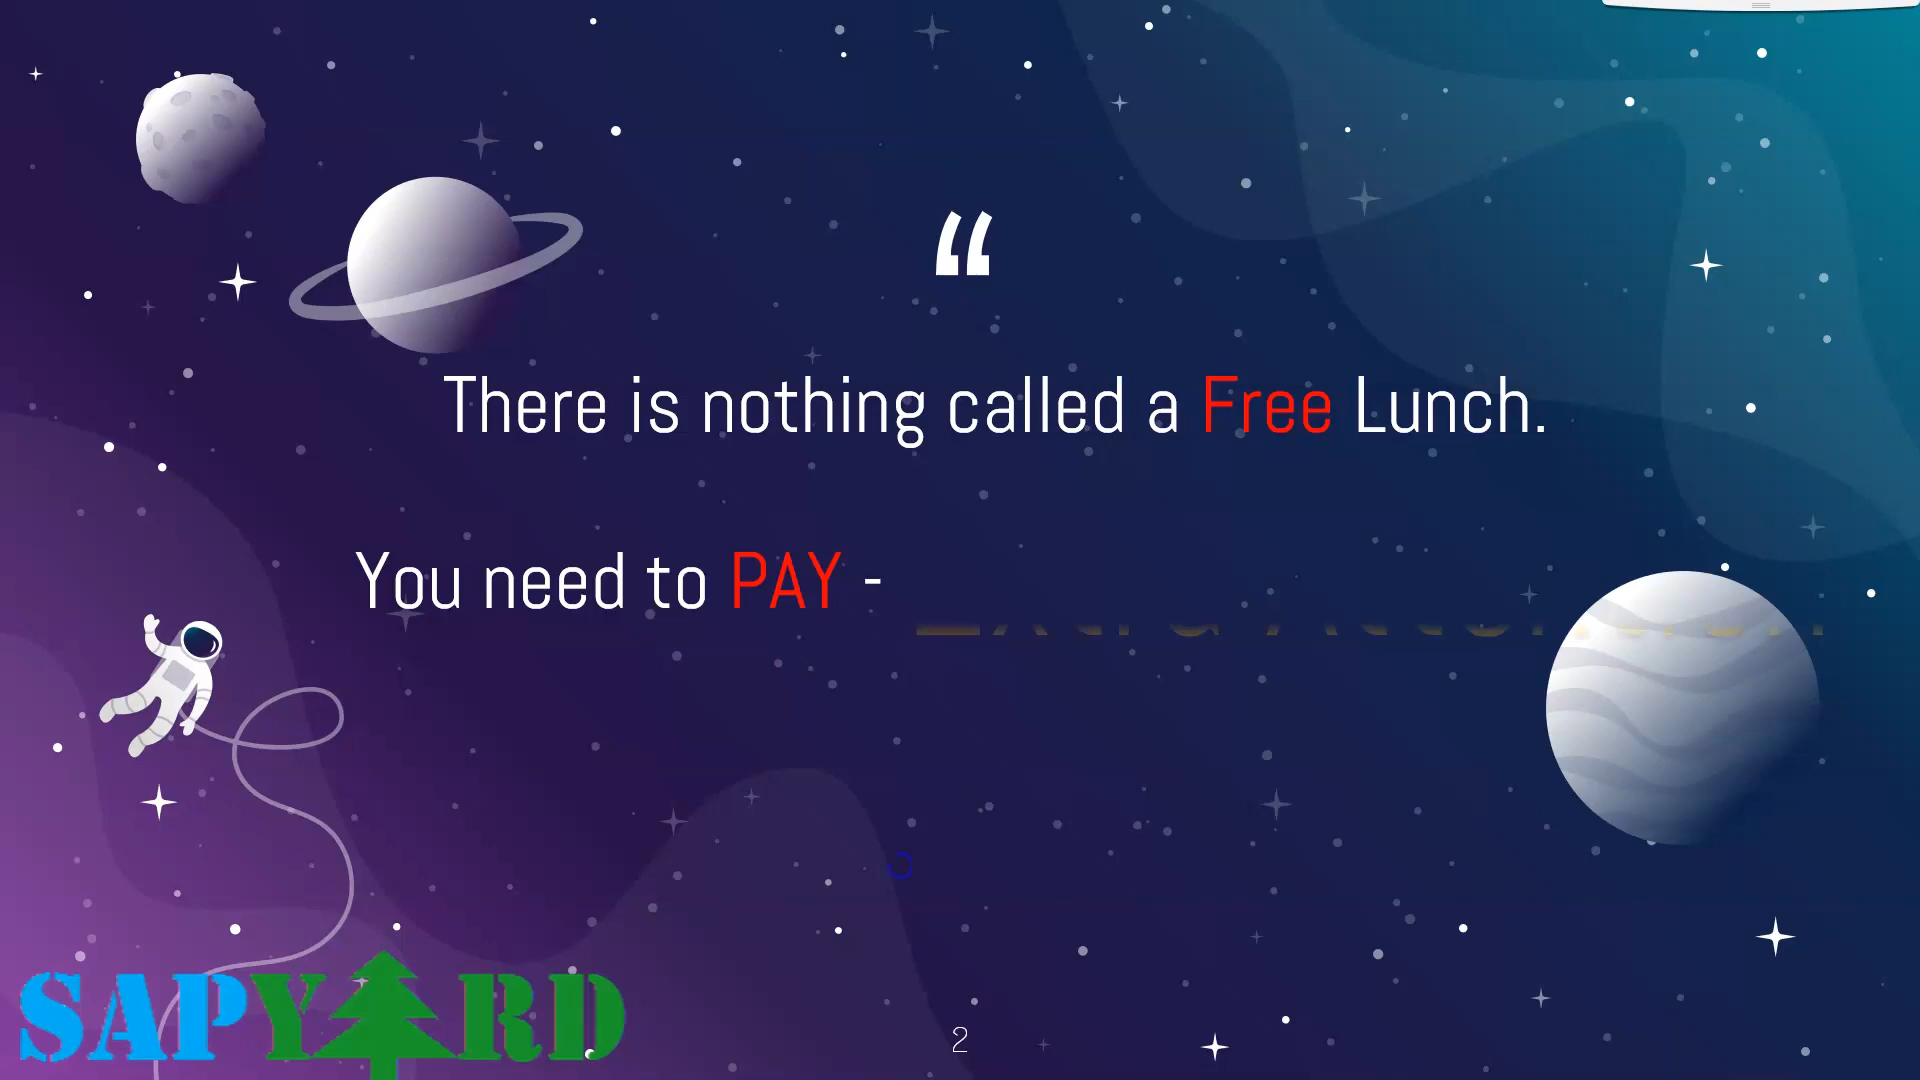 “
There is nothing called a Free Lunch.
You need to PAY -
SAPYARD
2